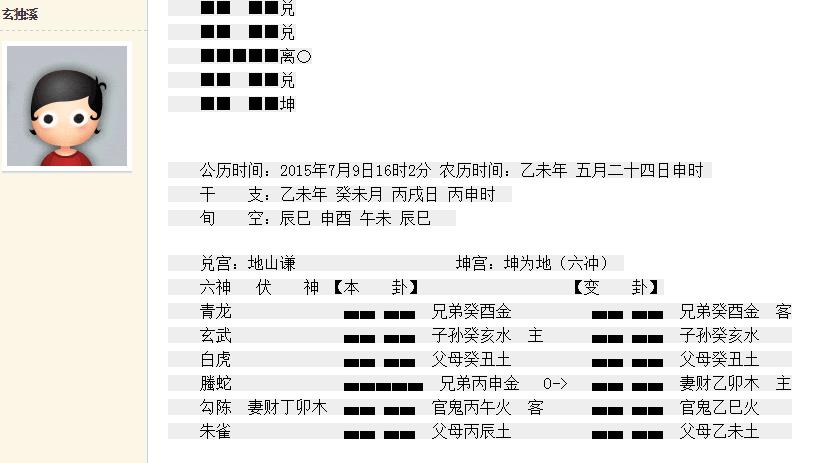 玄独溪
兑
兑
离○
兑
坤
公历时间：2015年7月9日16时2分 农历时间：乙未年 五月二十四日申时
干　　支：乙未年 癸未月 丙戌日 丙申时
旬　　空：辰巳 申酉 午未 辰巳
兑宫：地山谦 坤宫：坤为地（六冲）
六神 伏　　神 【本　　卦】 【变　　卦】
青龙 兄弟癸酉金 兄弟癸酉金 客
玄武 子孙癸亥水 主 子孙癸亥水
白虎 父母癸丑土 父母癸丑土
螣蛇 兄弟丙申金 O-> 妻财乙卯木 主
勾陈 妻财丁卯木 官鬼丙午火 客 官鬼乙巳火
朱雀 父母丙辰土 父母乙未土